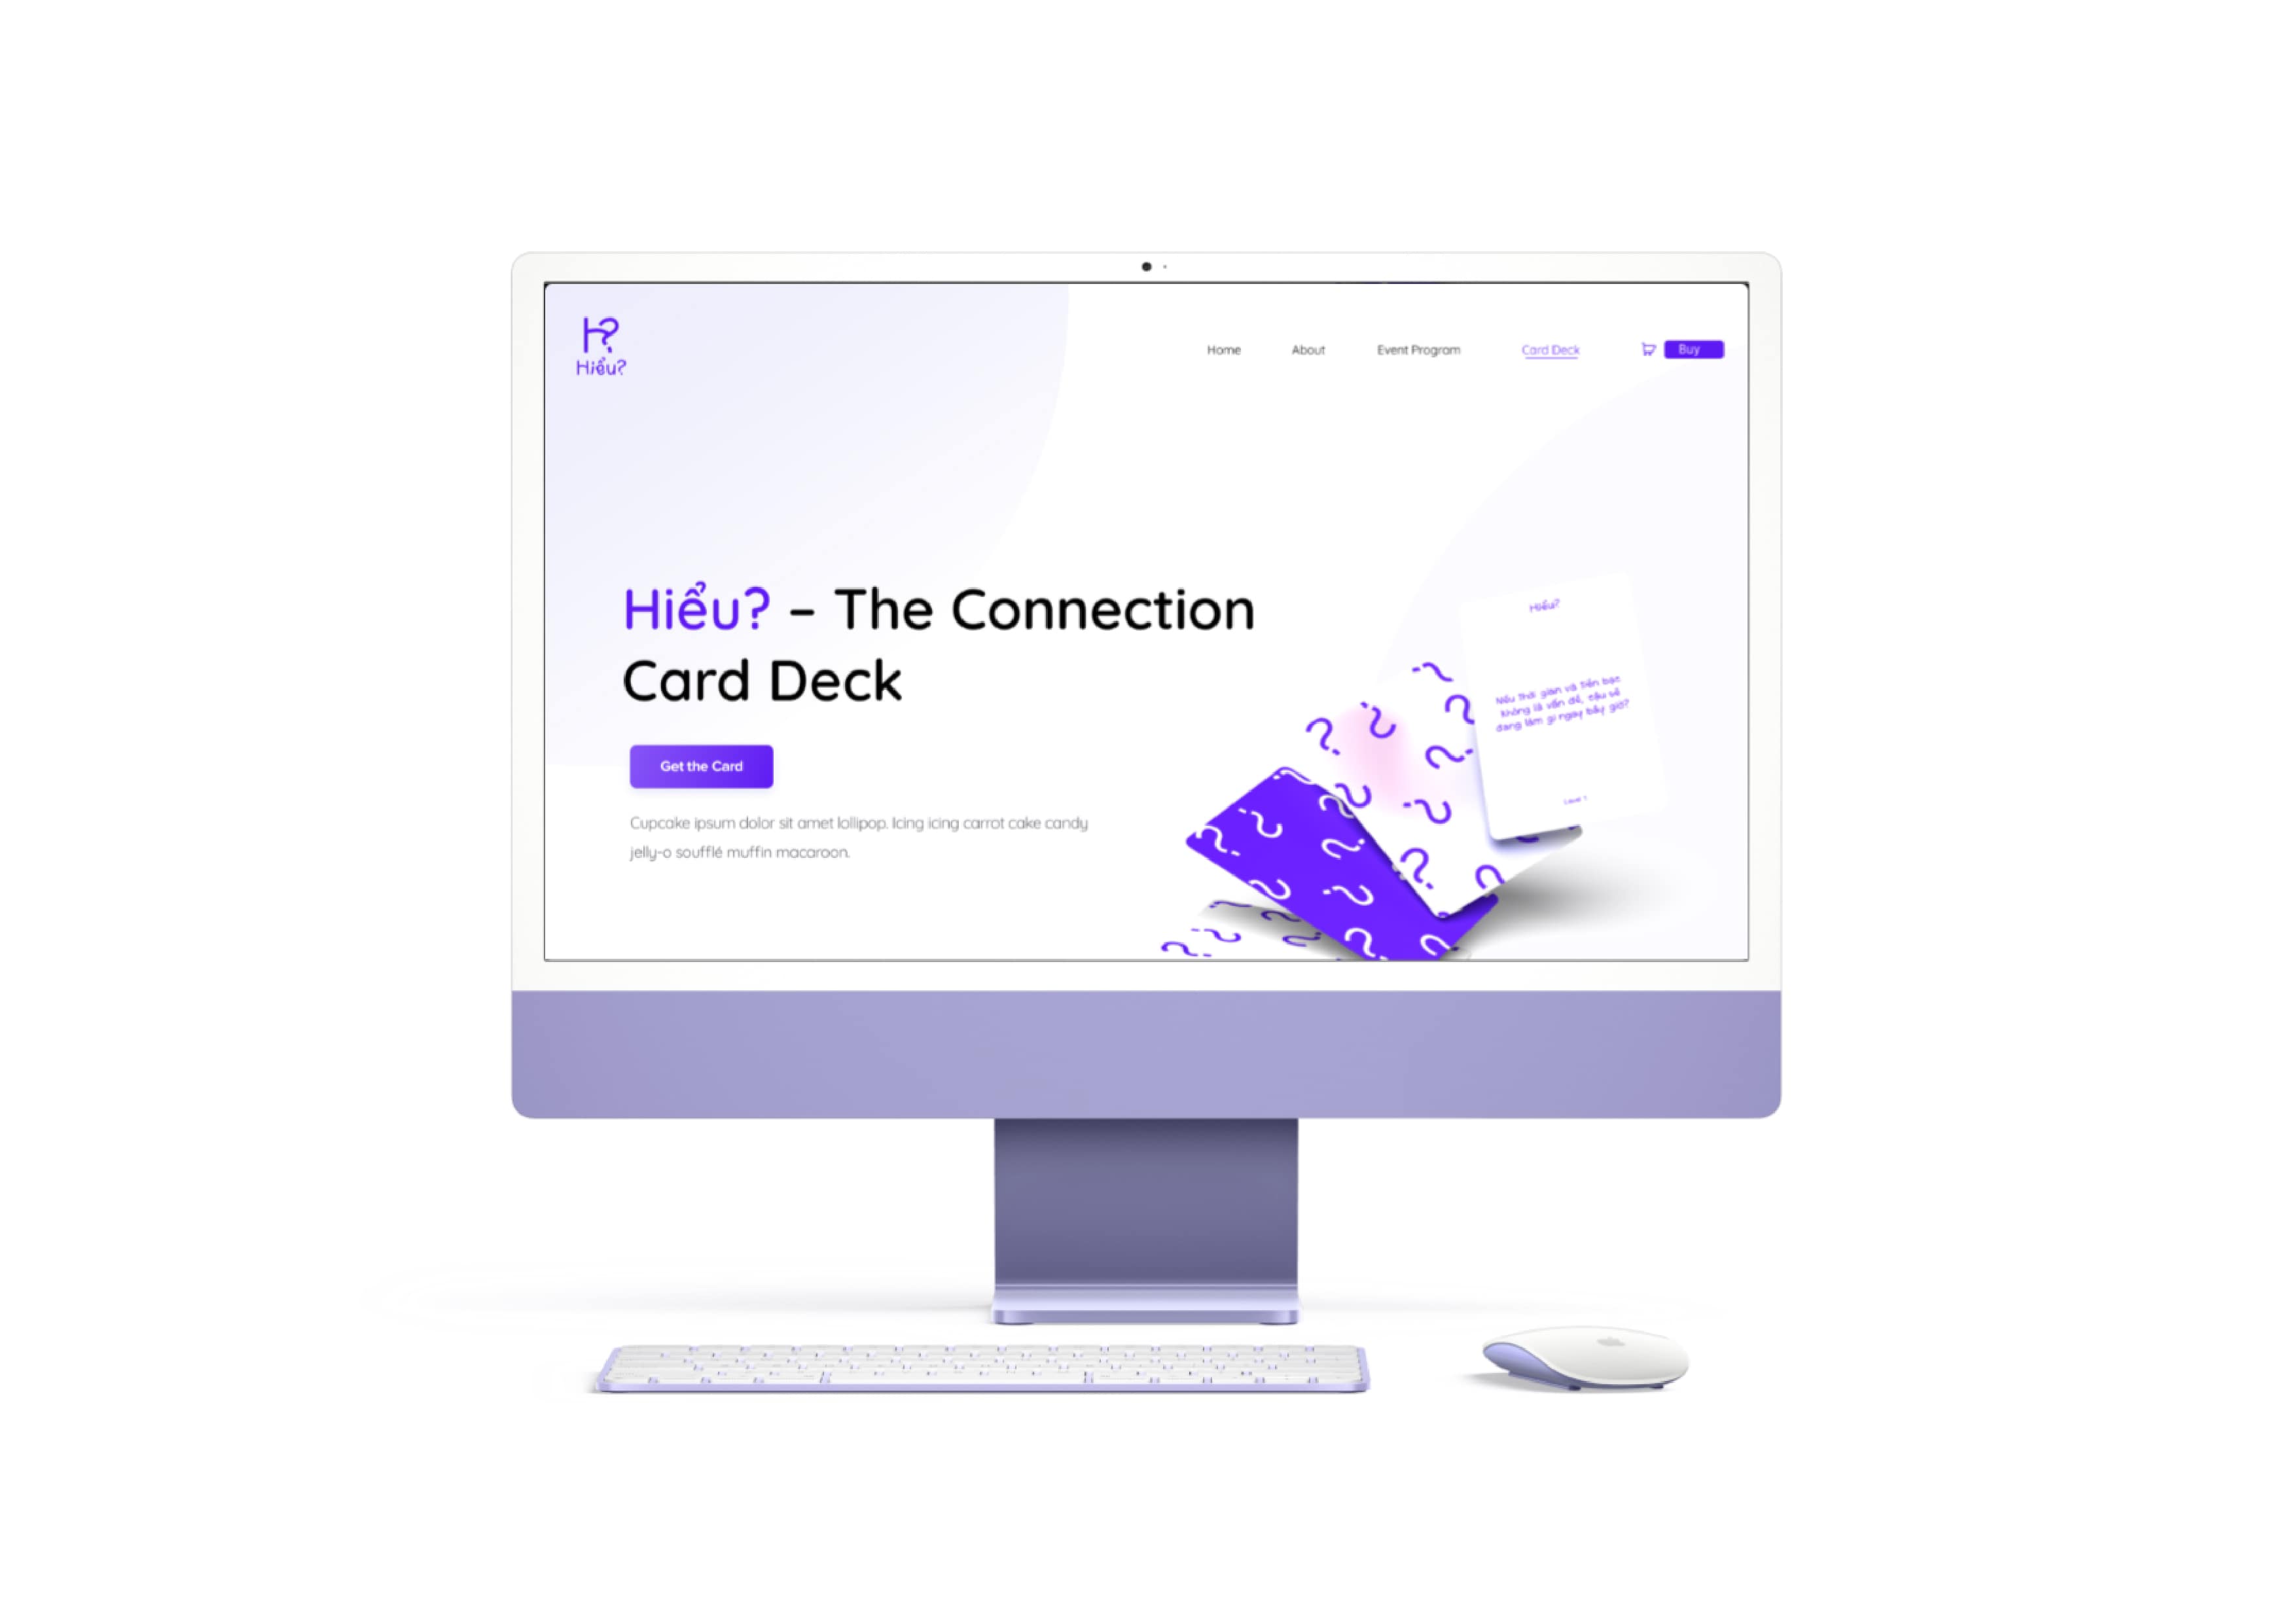 H?
Hiểu?
Home
About
Event Program
Card Deck
Buy
Hiểu? – The Connection
Card Deck
Get the Card
Cupcake ipsum dolor sit amet lollipop. Icing icing carrot cake candy
jelly-o soufflé muffin macaroon.
Hiểu?
Nếu thời gian và tiền bạc
không là vấn đề, cậu sẽ
đang làm gì ngay bây giờ?
Level 1